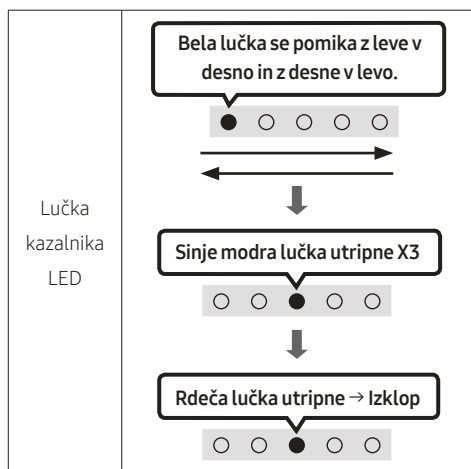 Bela lučka se pomika z leve v
desno in z desne v levo.
Lučka
kazalnika
LED
Sinje modra lučka utripne X3
Rdeča lučka utripne → Izklop